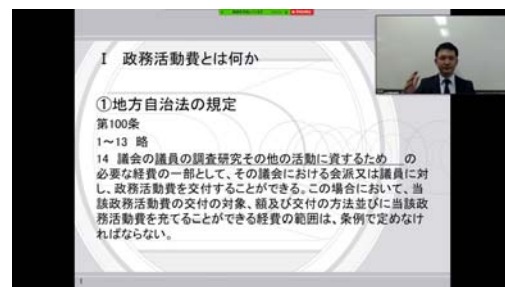 Ⅰ 政務活動費とは何か
①地方自治法の規定
第100条
1～13 略
14 議会の議員の調査研究その他の活動に資するため の
必要な経費の一部として、その議会における会派又は議員に対
し、政務活動費を交付することができる。この場合において、当
該政務活動費の交付の対象、額及び交付の方法並びに当該政
務活動費を充てることができる経費の範囲は、条例で定めなけ
ればならない。
1